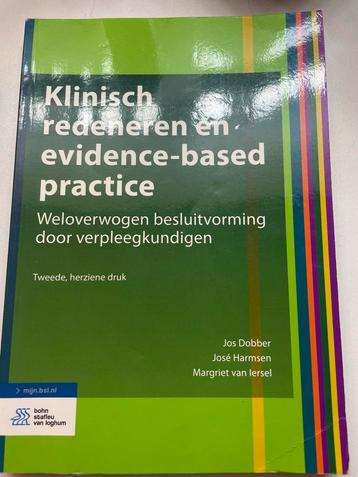 Klinisch
redeneren en
evidence-based
practice
Weloverwogen besluitvorming
door verpleegkundigen
Tweede, herziene druk
Jos Dobber
José Harmsen
Margriet van Iersel
> mijn.bsl.nl
bohn
stafleu
van loghum